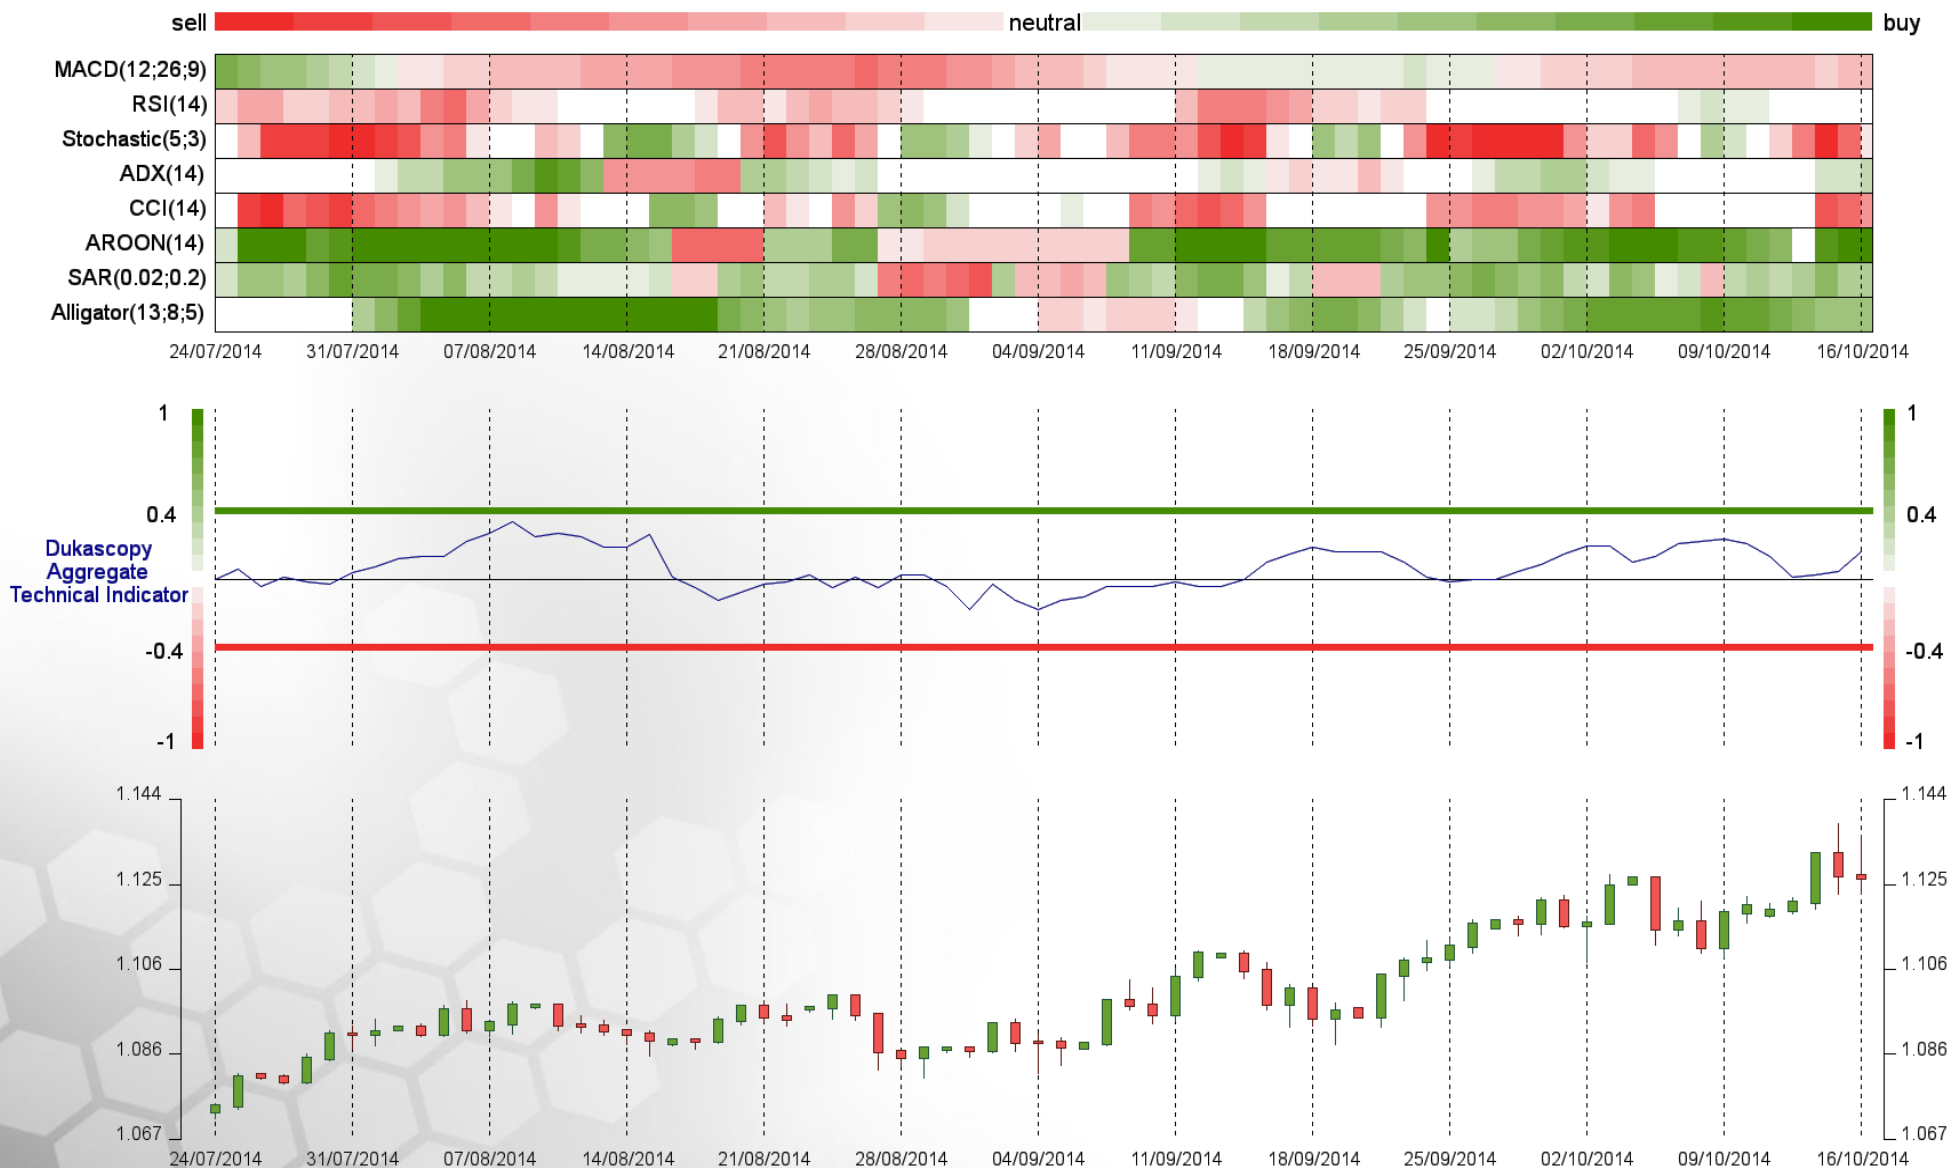 sell neutral buy
MACD(12;26;9)
RSI(14)
Stochastic(5;3)
ADX(14)
CCI(14)
AROON(14)
SAR(0.02;0.2)
Alligator(13;8;5)
24/07/2014 31/07/2014 07/08/2014 14/08/2014 21/08/2014 28/08/2014 04/09/2014 11/09/2014 18/09/2014 25/09/2014 02/10/2014 09/10/2014 16/10/2014
1 1
0.4 0.4
Dukascopy
Aggregate
Technical Indicator
-0.4 -0.4
-1 -1
1.144 1.144
1.125 1.125
1.106 1.106
1.086 1.086
1.067 1.067
24/07/2014 31/07/2014 07/08/2014 14/08/2014 21/08/2014 28/08/2014 04/09/2014 11/09/2014 18/09/2014 25/09/2014 02/10/2014 09/10/2014 16/10/2014